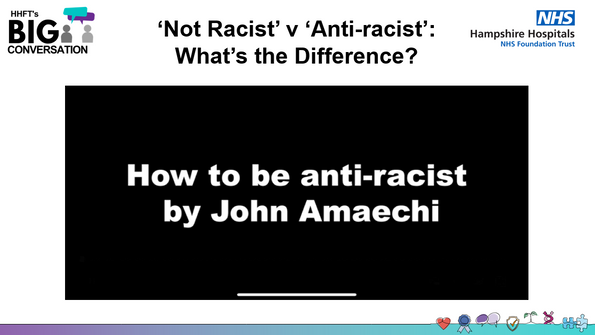 HHFT's
BIG
CONVERSATION
‘Not Racist’ v ‘Anti-racist’:
What’s the Difference?
NHS
Hampshire Hospitals
NHS Foundation Trust
How to be anti-racist
by John Amaechi